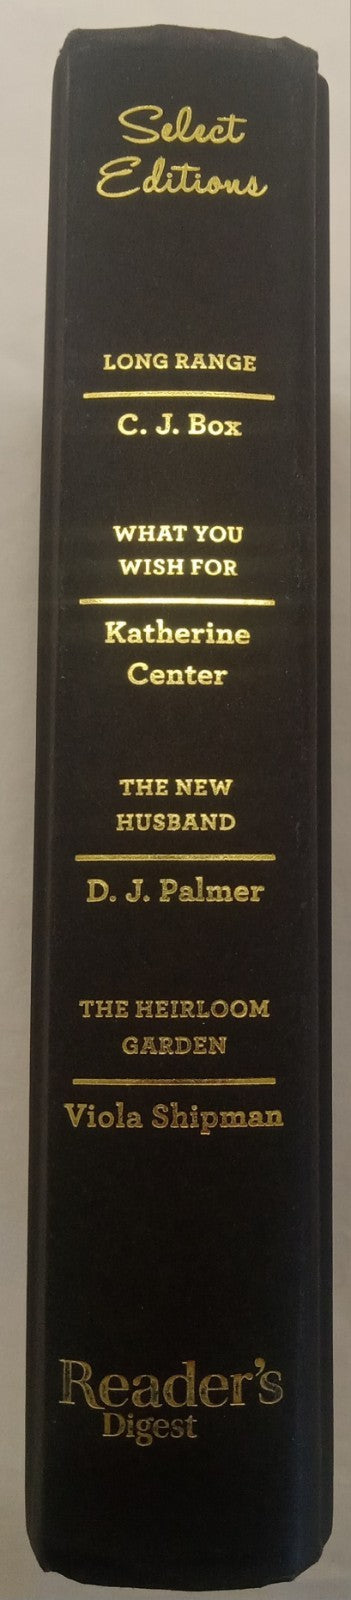 Select
Editions
LONG RANGE
C. J. Box
WHAT YOU
WISH FOR
Katherine
Center
THE NEW
HUSBAND
D. J. Palmer
THE HEIRLOOM
GARDEN
Viola Shipman
Reader's
Digest